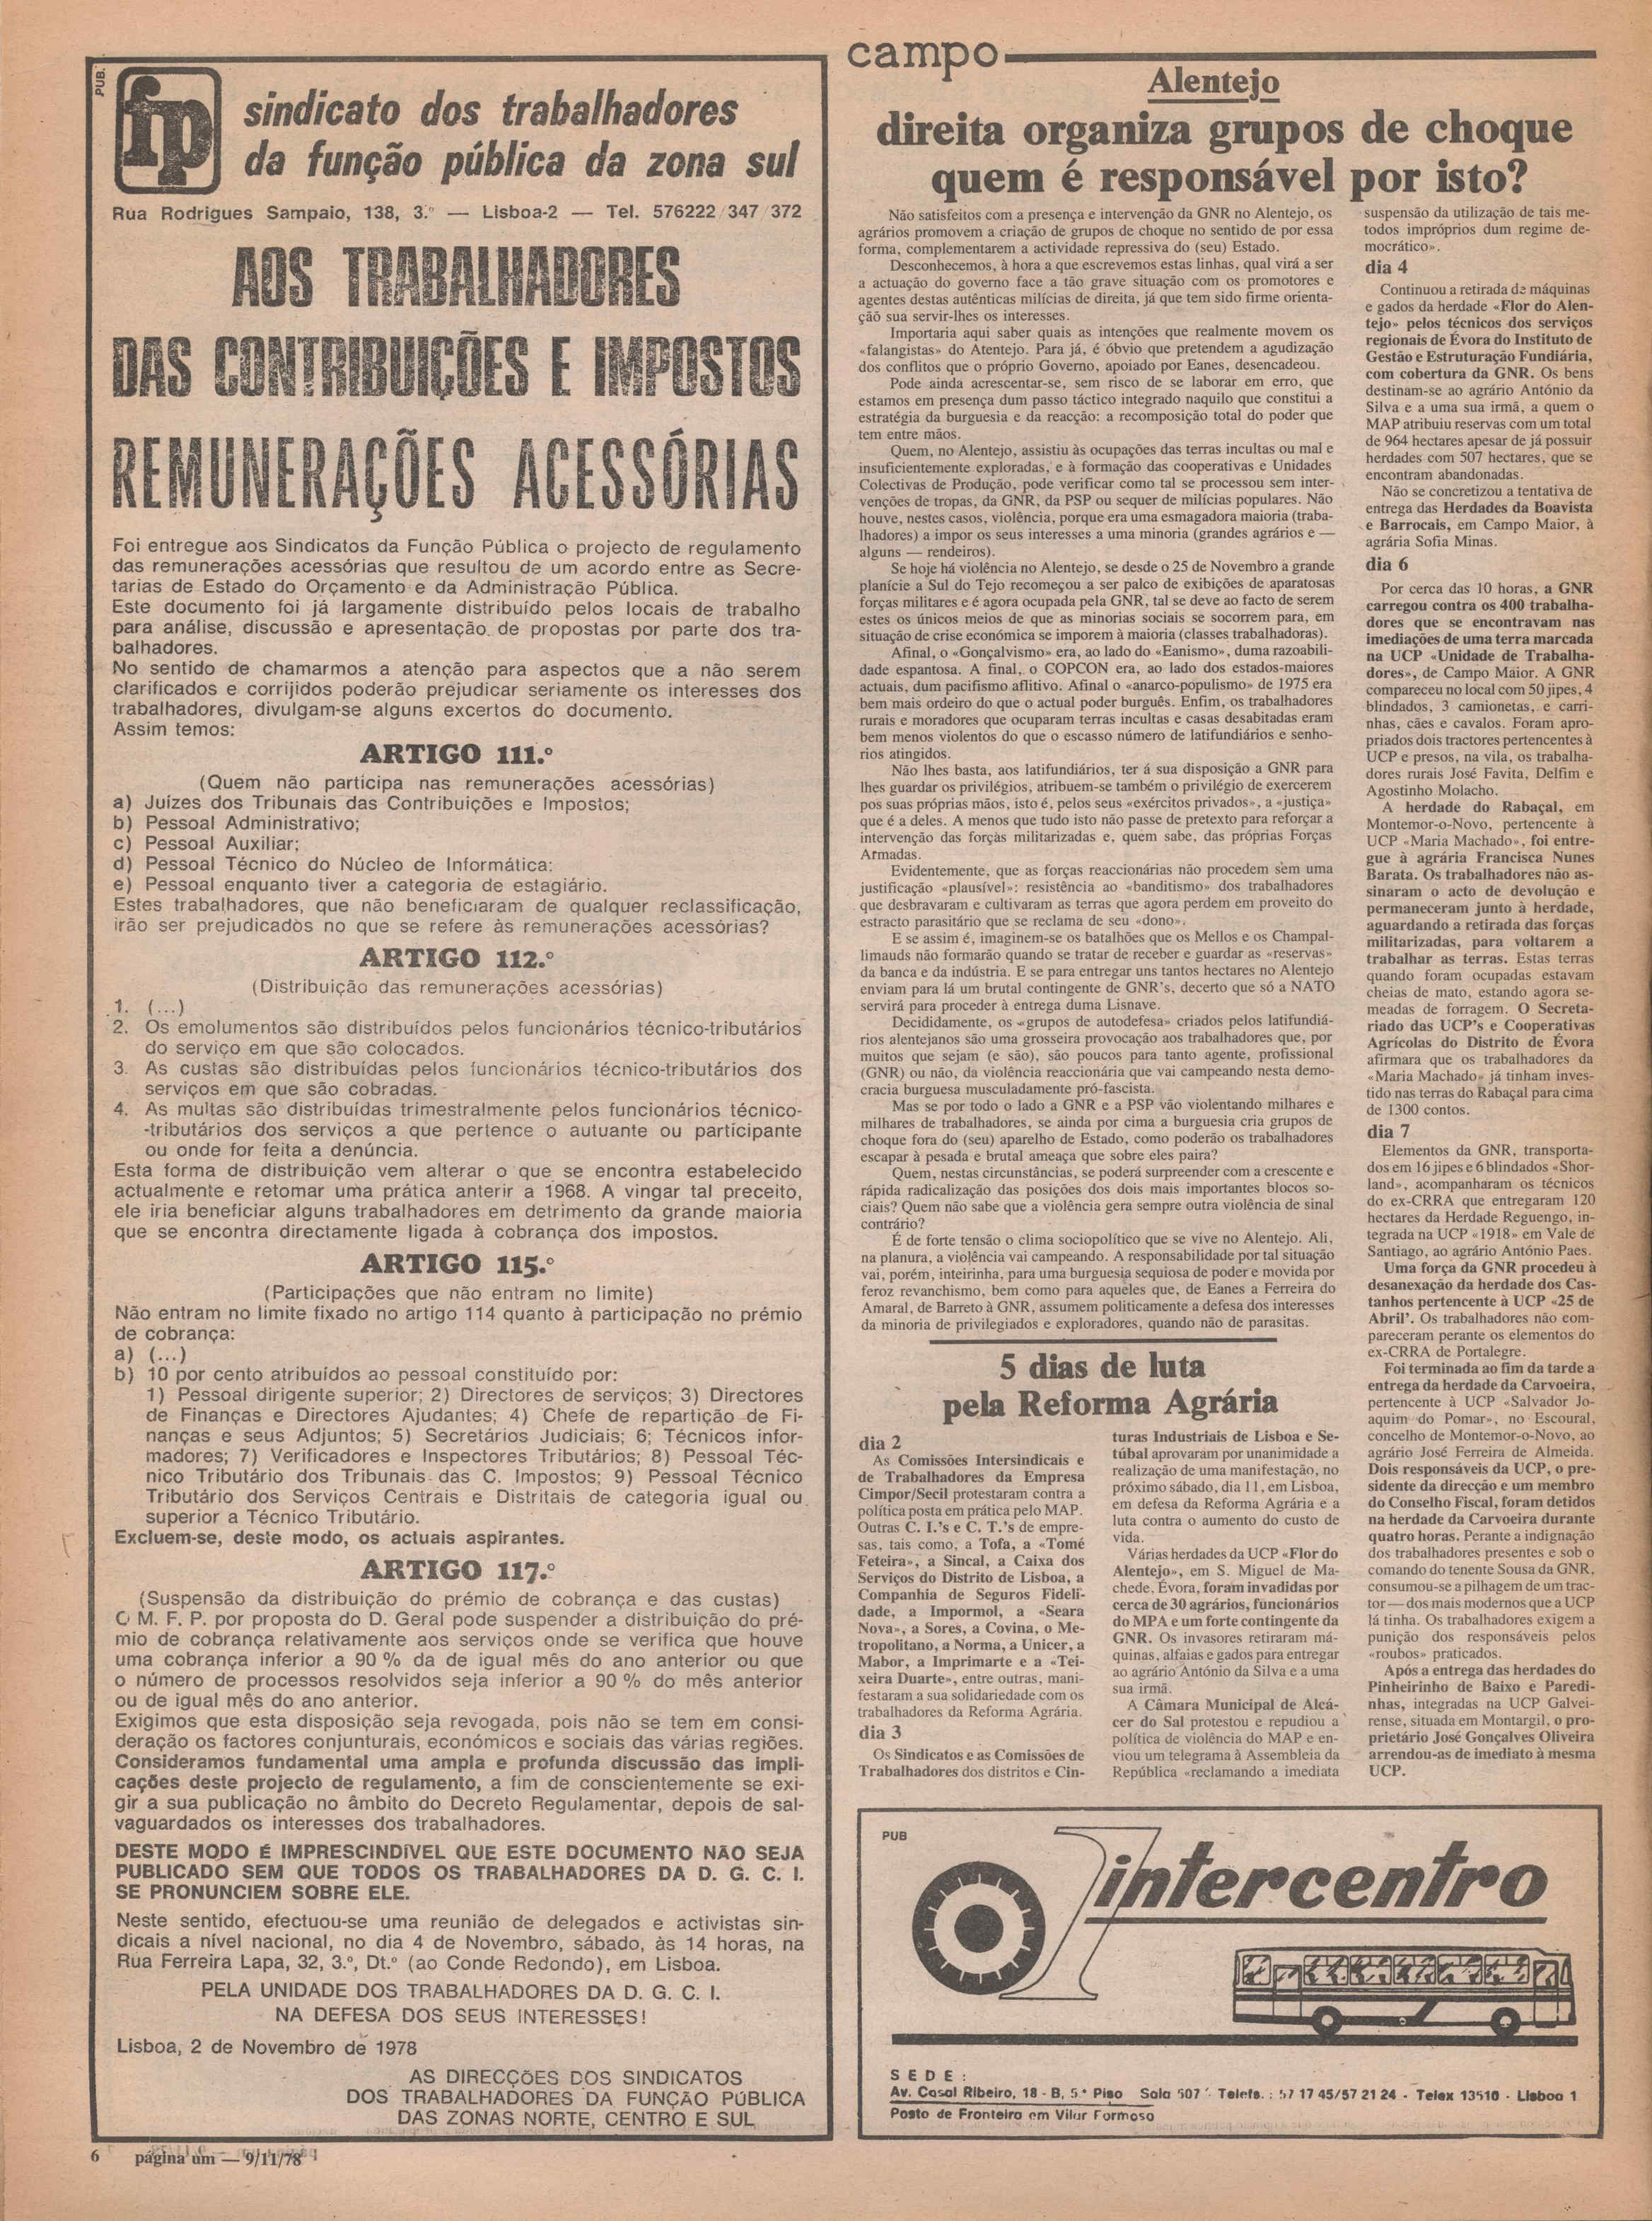 PUB.
fp
sindicato dos trabalhadores
da função pública da zona sul
Rua Rodrigues Sampaio, 138, 3.º — Lisboa-2 — Tel. 576222/347/372
AOS TRABALHADORES
DAS CONTRIBUIÇÕES E IMPOSTOS
REMUNERAÇÕES ACESSÓRIAS
Foi entregue aos Sindicatos da Função Pública o projecto de regulamento
das remunerações acessórias que resultou de um acordo entre as Secre-
tarias de Estado do Orçamento e da Administração Pública.
Este documento foi já largamente distribuído pelos locais de trabalho
para análise, discussão e apresentação de propostas por parte dos tra-
balhadores.
No sentido de chamarmos a atenção para aspectos que a não serem
clarificados e corrijidos poderão prejudicar seriamente os interesses dos
trabalhadores, divulgam-se alguns excertos do documento.
Assim temos:
ARTIGO 111.º
(Quem não participa nas remunerações acessórias)
a) Juízes dos Tribunais das Contribuições e Impostos;
b) Pessoal Administrativo;
c) Pessoal Auxiliar;
d) Pessoal Técnico do Núcleo de Informática:
e) Pessoal enquanto tiver a categoria de estagiário.
Estes trabalhadores, que não beneficiaram de qualquer reclassificação,
irão ser prejudicados no que se refere às remunerações acessórias?
ARTIGO 112.º
(Distribuição das remunerações acessórias)
1. (...)
2. Os emolumentos são distribuídos pelos funcionários técnico-tributários
do serviço em que são colocados.
3. As custas são distribuídas pelos funcionários técnico-tributários dos
serviços em que são cobradas.
4. As multas são distribuídas trimestralmente pelos funcionários técnico-
-tributários dos serviços a que pertence o autuante ou participante
ou onde for feita a denúncia.
Esta forma de distribuição vem alterar o que se encontra estabelecido
actualmente e retomar uma prática anterir a 1968. A vingar tal preceito,
ele iria beneficiar alguns trabalhadores em detrimento da grande maioria
que se encontra directamente ligada à cobrança dos impostos.
ARTIGO 115.º
(Participações que não entram no limite)
Não entram no limite fixado no artigo 114 quanto à participação no prémio
de cobrança:
a) (...)
b) 10 por cento atribuídos ao pessoal constituído por:
1) Pessoal dirigente superior; 2) Directores de serviços; 3) Directores
de Finanças e Directores Ajudantes; 4) Chefe de repartição de Fi-
nanças e seus Adjuntos; 5) Secretários Judiciais; 6; Técnicos infor-
madores; 7) Verificadores e Inspectores Tributários; 8) Pessoal Téc-
nico Tributário dos Tribunais das C. Impostos; 9) Pessoal Técnico
Tributário dos Serviços Centrais e Distritais de categoria igual ou
superior a Técnico Tributário.
Excluem-se, deste modo, os actuais aspirantes.
ARTIGO 117.º
(Suspensão da distribuição do prémio de cobrança e das custas)
O M. F. P. por proposta do D. Geral pode suspender a distribuição do pré-
mio de cobrança relativamente aos serviços onde se verifica que houve
uma cobrança inferior a 90 % da de igual mês do ano anterior ou que
o número de processos resolvidos seja inferior a 90 % do mês anterior
ou de igual mês do ano anterior.
Exigimos que esta disposição seja revogada, pois não se tem em consi-
deração os factores conjunturais, económicos e sociais das várias regiões.
Consideramos fundamental uma ampla e profunda discussão das impli-
cações deste projecto de regulamento, a fim de conscientemente se exi-
gir a sua publicação no âmbito do Decreto Regulamentar, depois de sal-
vaguardados os interesses dos trabalhadores.
DESTE MODO É IMPRESCINDÍVEL QUE ESTE DOCUMENTO NÃO SEJA
PUBLICADO SEM QUE TODOS OS TRABALHADORES DA D. G. C. I.
SE PRONUNCIEM SOBRE ELE.
Neste sentido, efectuou-se uma reunião de delegados e activistas sin-
dicais a nível nacional, no dia 4 de Novembro, sábado, às 14 horas, na
Rua Ferreira Lapa, 32, 3.º, Dt.º (ao Conde Redondo), em Lisboa.
PELA UNIDADE DOS TRABALHADORES DA D. G. C. I.
NA DEFESA DOS SEUS INTERESSES!
Lisboa, 2 de Novembro de 1978
AS DIRECÇÕES DOS SINDICATOS
DOS TRABALHADORES DA FUNÇÃO PÚBLICA
DAS ZONAS NORTE, CENTRO E SUL
campo
Alentejo
direita organiza grupos de choque
quem é responsável por isto?
Não satisfeitos com a presença e intervenção da GNR no Alentejo, os
agrários promovem a criação de grupos de choque no sentido de por essa
forma, complementarem a actividade repressiva do (seu) Estado.
Desconhecemos, à hora a que escrevemos estas linhas, qual virá a ser
a actuação do governo face a tão grave situação com os promotores e
agentes destas autênticas milícias de direita, já que tem sido firme orienta-
ção sua servir-lhes os interesses.
Importaria aqui saber quais as intenções que realmente movem os
«falangistas» do Atentejo. Para já, é óbvio que pretendem a agudização
dos conflitos que o próprio Governo, apoiado por Eanes, desencadeou.
Pode ainda acrescentar-se, sem risco de se laborar em erro, que
estamos em presença dum passo táctico integrado naquilo que constitui a
estratégia da burguesia e da reacção: a recomposição total do poder que
tem entre mãos.
Quem, no Alentejo, assistiu às ocupações das terras incultas ou mal e
insuficientemente exploradas, e à formação das cooperativas e Unidades
Colectivas de Produção, pode verificar como tal se processou sem inter-
venções de tropas, da GNR, da PSP ou sequer de milícias populares. Não
houve, nestes casos, violência, porque era uma esmagadora maioria (traba-
lhadores) a impor os seus interesses a uma minoria (grandes agrários e —
alguns — rendeiros).
Se hoje há violência no Alentejo, se desde o 25 de Novembro a grande
planície a Sul do Tejo recomeçou a ser palco de exibições de aparatosas
forças militares e é agora ocupada pela GNR, tal se deve ao facto de serem
estes os únicos meios de que as minorias sociais se socorrem para, em
situação de crise económica se imporem à maioria (classes trabalhadoras).
Afinal, o «Gonçalvismo» era, ao lado do «Eanismo», duma razoabili-
dade espantosa. A final, o COPCON era, ao lado dos estados-maiores
actuais, dum pacifismo aflitivo. Afinal o «anarco-populismo» de 1975 era
bem mais ordeiro do que o actual poder burguês. Enfim, os trabalhadores
rurais e moradores que ocuparam terras incultas e casas desabitadas eram
bem menos violentos do que o escasso número de latifundiários e senho-
rios atingidos.
Não lhes basta, aos latifundiários, ter á sua disposição a GNR para
lhes guardar os privilégios, atribuem-se também o privilégio de exercerem
pos suas próprias mãos, isto é, pelos seus «exércitos privados», a «justiça»
que é a deles. A menos que tudo isto não passe de pretexto para reforçar a
intervenção das forças militarizadas e, quem sabe, das próprias Forças
Armadas.
Evidentemente, que as forças reaccionárias não procedem sem uma
justificação «plausível»: resistência ao «banditismo» dos trabalhadores
que desbravaram e cultivaram as terras que agora perdem em proveito do
estracto parasitário que se reclama de seu «dono».
E se assim é, imaginem-se os batalhões que os Mellos e os Champal-
limauds não formarão quando se tratar de receber e guardar as «reservas»
da banca e da indústria. E se para entregar uns tantos hectares no Alentejo
enviam para lá um brutal contingente de GNR's, decerto que só a NATO
servirá para proceder à entrega duma Lisnave.
Decididamente, os «grupos de autodefesa» criados pelos latifundiá-
rios alentejanos são uma grosseira provocação aos trabalhadores que, por
muitos que sejam (e são), são poucos para tanto agente, profissional
(GNR) ou não, da violência reaccionária que vai campeando nesta demo-
cracia burguesa musculadamente pró-fascista.
Mas se por todo o lado a GNR e a PSP vão violentando milhares e
milhares de trabalhadores, se ainda por cima a burguesia cria grupos de
choque fora do (seu) aparelho de Estado, como poderão os trabalhadores
escapar à pesada e brutal ameaça que sobre eles paira?
Quem, nestas circunstâncias, se poderá surpreender com a crescente e
rápida radicalização das posições dos dois mais importantes blocos so-
ciais? Quem não sabe que a violência gera sempre outra violência de sinal
contrário?
É de forte tensão o clima sociopolítico que se vive no Alentejo. Ali,
na planura, a violência vai campeando. A responsabilidade por tal situação
vai, porém, inteirinha, para uma burguesia sequiosa de poder e movida por
feroz revanchismo, bem como para aqueles que, de Eanes a Ferreira do
Amaral, de Barreto à GNR, assumem politicamente a defesa dos interesses
da minoria de privilegiados e exploradores, quando não de parasitas.
5 dias de luta
pela Reforma Agrária
dia 2
As Comissões Intersindicais e
de Trabalhadores da Empresa
Cimpor/Secil protestaram contra a
política posta em prática pelo MAP.
Outras C. I.'s e C. T.'s de empre-
sas, tais como, a Tofa, a «Tomé
Feteira», a Sincal, a Caixa dos
Serviços do Distrito de Lisboa, a
Companhia de Seguros Fideli-
dade, a Impormol, a «Seara
Nova», a Sores, a Covina, o Me-
tropolitano, a Norma, a Unicer, a
Mabor, a Imprimarte e a «Tei-
xeira Duarte», entre outras, mani-
festaram a sua solidariedade com os
trabalhadores da Reforma Agrária.
dia 3
Os Sindicatos e as Comissões de
Trabalhadores dos distritos e Cin-
turas Industriais de Lisboa e Se-
túbal aprovaram por unanimidade a
realização de uma manifestação, no
próximo sábado, dia 11, em Lisboa,
em defesa da Reforma Agrária e a
luta contra o aumento do custo de
vida.
Várias herdades da UCP «Flor do
Alentejo», em S. Miguel de Ma-
chede, Évora, foram invadidas por
cerca de 30 agrários, funcionários
do MPA e um forte contingente da
GNR. Os invasores retiraram má-
quinas, alfaias e gados para entregar
ao agrário António da Silva e a uma
sua irmã.
A Câmara Municipal de Alcá-
cer do Sal protestou e repudiou a
política de violência do MAP e en-
viou um telegrama à Assembleia da
República «reclamando a imediata
suspensão da utilização de tais me-
todos impróprios dum regime de-
mocrático».
dia 4
Continuou a retirada de máquinas
e gados da herdade «Flor do Alen-
tejo» pelos técnicos dos serviços
regionais de Évora do Instituto de
Gestão e Estruturação Fundiária,
com cobertura da GNR. Os bens
destinam-se ao agrário António da
Silva e a uma sua irmã, a quem o
MAP atribuiu reservas com um total
de 964 hectares apesar de já possuir
herdades com 507 hectares, que se
encontram abandonadas.
Não se concretizou a tentativa de
entrega das Herdades da Boavista
e Barrocais, em Campo Maior, à
agrária Sofia Minas.
dia 6
Por cerca das 10 horas, a GNR
carregou contra os 400 trabalha-
dores que se encontravam nas
imediações de uma terra marcada
na UCP «Unidade de Trabalha-
dores», de Campo Maior. A GNR
compareceu no local com 50 jipes, 4
blindados, 3 camionetas, e carri-
nhas, cães e cavalos. Foram apro-
priados dois tractores pertencentes à
UCP e presos, na vila, os trabalha-
dores rurais José Favita, Delfim e
Agostinho Molacho.
A herdade do Rabaçal, em
Montemor-o-Novo, pertencente à
UCP «Maria Machado», foi entre-
gue à agrária Francisca Nunes
Barata. Os trabalhadores não as-
sinaram o acto de devolução e
permaneceram junto à herdade,
aguardando a retirada das forças
militarizadas, para voltarem a
trabalhar as terras. Estas terras
quando foram ocupadas estavam
cheias de mato, estando agora se-
meadas de forragem. O Secreta-
riado das UCP's e Cooperativas
Agrícolas do Distrito de Évora
afirmara que os trabalhadores da
«Maria Machado» já tinham inves-
tido nas terras do Rabaçal para cima
de 1300 contos.
dia 7
Elementos da GNR, transporta-
dos em 16 jipes e 6 blindados «Shor-
land», acompanharam os técnicos
do ex-CRRA que entregaram 120
hectares da Herdade Reguengo, in-
tegrada na UCP «1918» em Vale de
Santiago, ao agrário António Paes.
Uma força da GNR procedeu à
desanexação da herdade dos Cas-
tanhos pertencente à UCP «25 de
Abril'. Os trabalhadores não com-
pareceram perante os elementos do
ex-CRRA de Portalegre.
Foi terminada ao fim da tarde a
entrega da herdade da Carvoeira,
pertencente à UCP «Salvador Jo-
aquim do Pomar», no Escoural,
concelho de Montemor-o-Novo, ao
agrário José Ferreira de Almeida.
Dois responsáveis da UCP, o pre-
sidente da direcção e um membro
do Conselho Fiscal, foram detidos
na herdade da Carvoeira durante
quatro horas. Perante a indignação
dos trabalhadores presentes e sob o
comando do tenente Sousa da GNR,
consumou-se a pilhagem de um trac-
tor — dos mais modernos que a UCP
lá tinha. Os trabalhadores exigem a
punição dos responsáveis pelos
«roubos» praticados.
Após a entrega das herdades do
Pinheirinho de Baixo e Paredi-
nhas, integradas na UCP Galvei-
rense, situada em Montargil, o pro-
prietário José Gonçalves Oliveira
arrendou-as de imediato à mesma
UCP.
PUB
intercentro
SEDE:
Av. Casal Ribeiro, 18 - B, 5.º Piso Sala 507 - Telefs.: 57 17 45/57 21 24 - Telex 13510 - Lisboa 1
Posto de Fronteira em Vilar Formoso
6 página um — 9/11/78